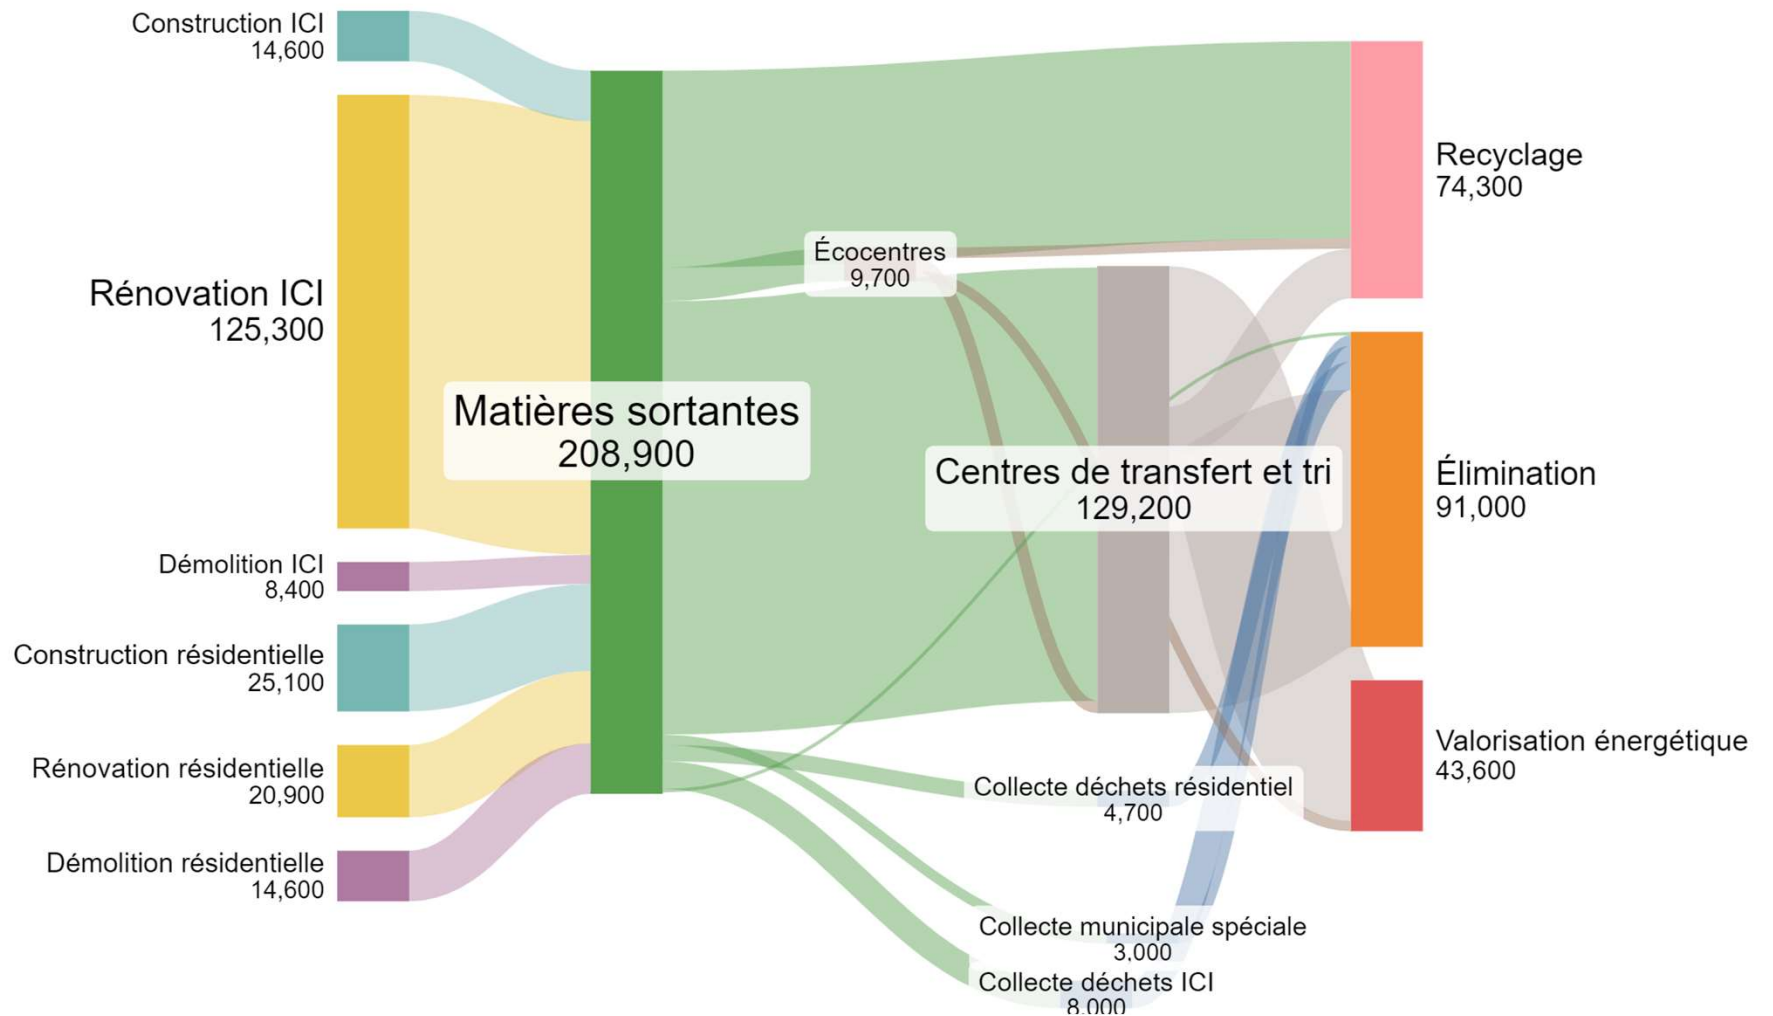 Construction ICI
14,600
Rénovation ICI
125,300
Démolition ICI
8,400
Construction résidentielle
25,100
Rénovation résidentielle
20,900
Démolition résidentielle
14,600
Matières sortantes
208,900
Écocentres
9,700
Centres de transfert et tri
129,200
Collecte déchets résidentiel
4,700
Collecte municipale spéciale
3,000
Collecte déchets ICI
8,000
Recyclage
74,300
Élimination
91,000
Valorisation énergétique
43,600